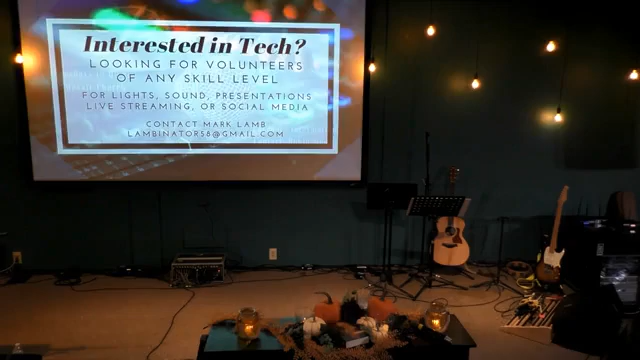 Interested in Tech?
LOOKING FOR VOLUNTEERS
OF ANY SKILL LEVEL
FOR LIGHTS, SOUND, PRESENTATIONS
LIVE STREAMING, OR SOCIAL MEDIA
CONTACT MARK LAMB
LAMBINATOR58@GMAIL.COM